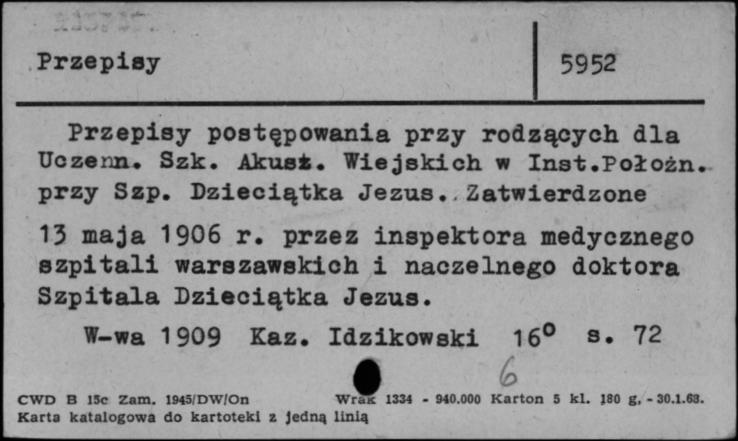 Przepisy
5952
Przepisy postępowania przy rodzących dla
Uczenn. Szk. Akusz. Wiejskich w Inst.Położn.
przy Szp. Dzieciątka Jezus. Zatwierdzone
13 maja 1906 r. przez inspektora medycznego
szpitali warszawskich i naczelnego doktora
Szpitala Dzieciątka Jezus.
W-wa 1909 Kaz. Idzikowski 16° s. 72
6
CWD B 15c Zam. 1945/DW/On Wrak 1334 - 940.000 Karton 5 kl. 180 g. - 30.1.63.
Karta katalogowa do kartoteki z jedną linią